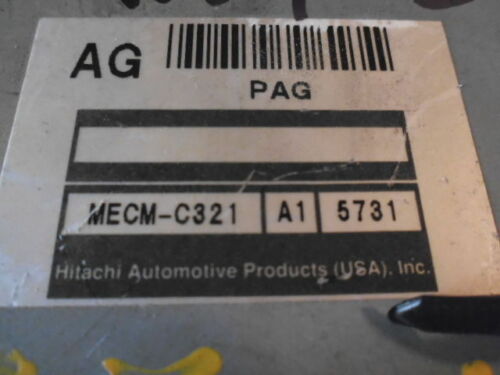 AG
PAG
MECM-C321 A1 5731
Hitachi Automotive Products (USA), Inc.